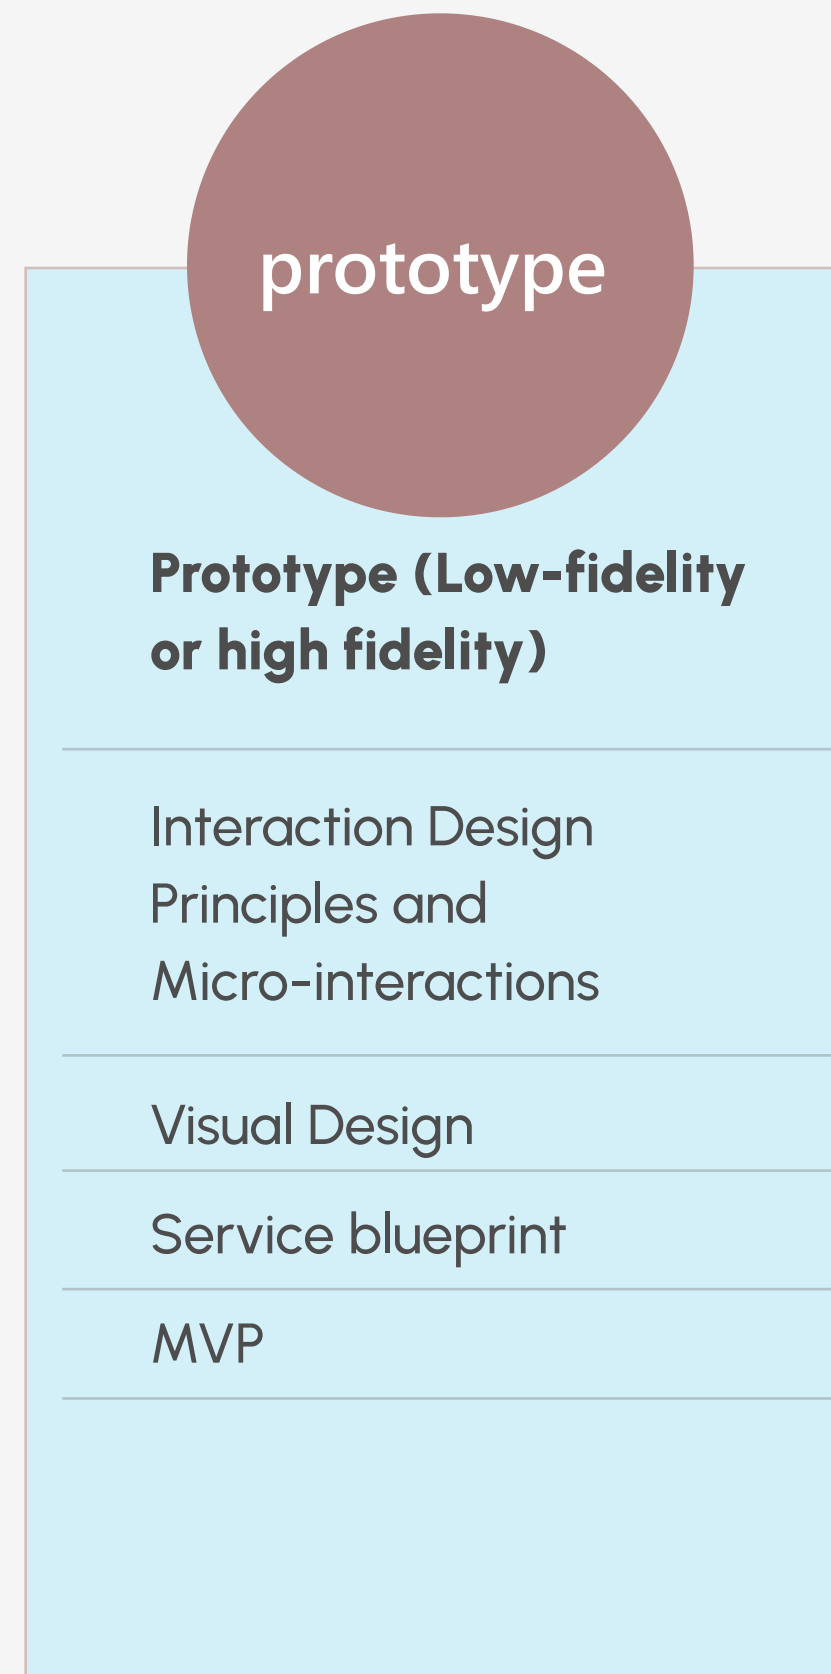 prototype
Prototype (Low-fidelity
or high fidelity)
Interaction Design
Principles and
Micro-interactions
Visual Design
Service blueprint
MVP